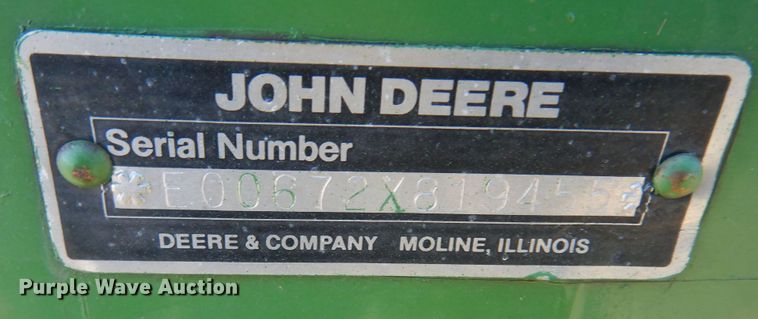 JOHN DEERE
Serial Number
*E00672X819455*
DEERE & COMPANY MOLINE, ILLINOIS
Purple Wave Auction